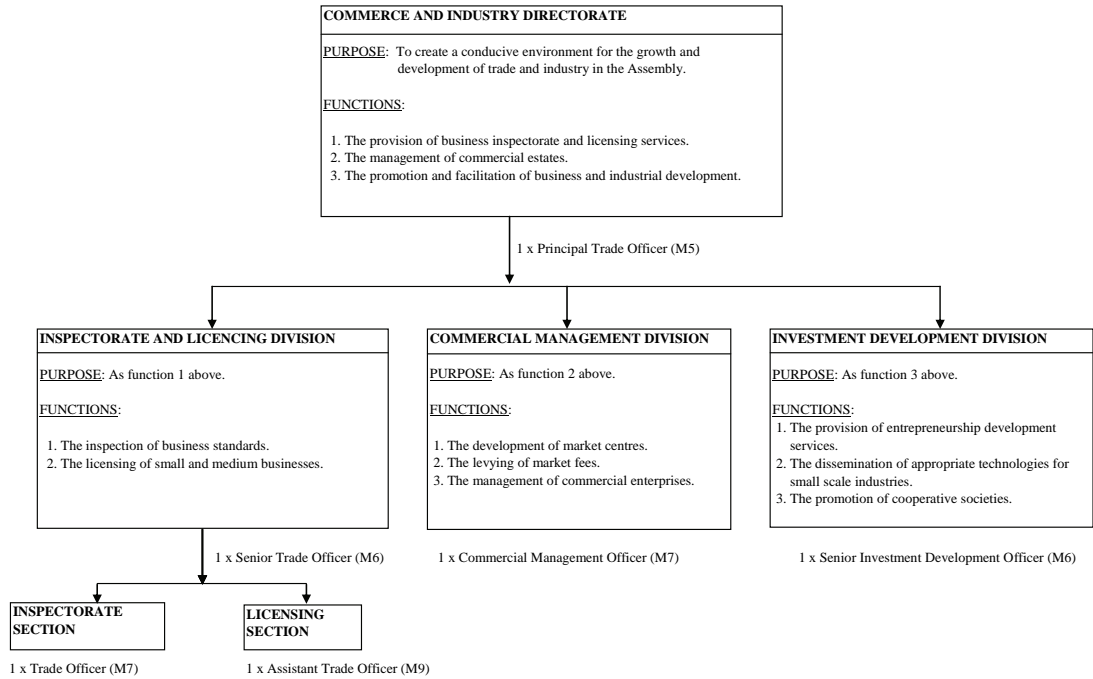 COMMERCE AND INDUSTRY DIRECTORATE
PURPOSE: To create a conducive environment for the growth and
development of trade and industry in the Assembly.
FUNCTIONS:
1. The provision of business inspectorate and licensing services.
2. The management of commercial estates.
3. The promotion and facilitation of business and industrial development.
1 x Principal Trade Officer (M5)
INSPECTORATE AND LICENCING DIVISION
PURPOSE: As function 1 above.
FUNCTIONS:
1. The inspection of business standards.
2. The licensing of small and medium businesses.
1 x Senior Trade Officer (M6)
COMMERCIAL MANAGEMENT DIVISION
PURPOSE: As function 2 above.
FUNCTIONS:
1. The development of market centres.
2. The levying of market fees.
3. The management of commercial enterprises.
1 x Commercial Management Officer (M7)
INVESTMENT DEVELOPMENT DIVISION
PURPOSE: As function 3 above.
FUNCTIONS:
1. The provision of entrepreneurship development
services.
2. The dissemination of appropriate technologies for
small scale industries.
3. The promotion of cooperative societies.
1 x Senior Investment Development Officer (M6)
INSPECTORATE
SECTION
1 x Trade Officer (M7)
LICENSING
SECTION
1 x Assistant Trade Officer (M9)